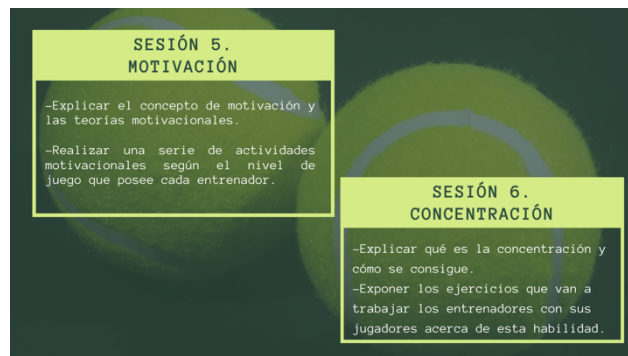 SESIÓN 5.
MOTIVACIÓN
-Explicar el concepto de motivación y
las teorías motivacionales.
-Realizar una serie de actividades
motivacionales según el nivel de
juego que posee cada entrenador.
SESIÓN 6.
CONCENTRACIÓN
-Explicar qué es la concentración y
cómo se consigue.
-Exponer los ejercicios que van a
trabajar los entrenadores con sus
jugadores acerca de esta habilidad.